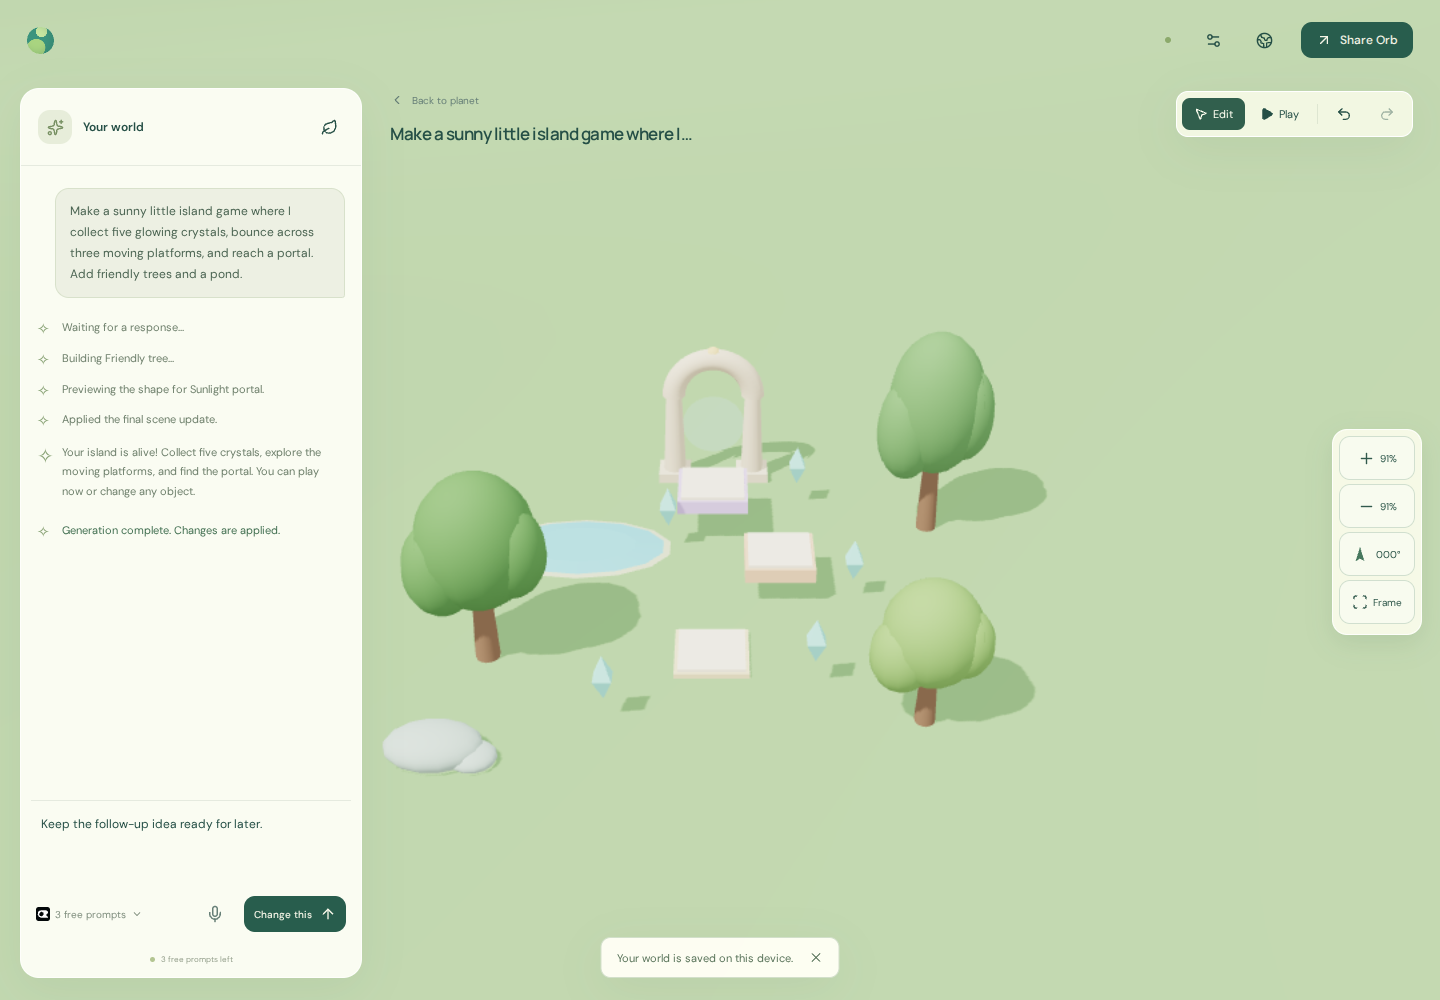 Share Orb
Your world
Back to planet
Make a sunny little island game where I...
Edit
Play
Make a sunny little island game where I
collect five glowing crystals, bounce across
three moving platforms, and reach a portal.
Add friendly trees and a pond.
Waiting for a response...
Building Friendly tree...
Previewing the shape for Sunlight portal.
Applied the final scene update.
Your island is alive! Collect five crystals, explore the
moving platforms, and find the portal. You can play
now or change any object.
Generation complete. Changes are applied.
91%
91%
000°
Frame
Keep the follow-up idea ready for later.
3 free prompts
Change this
3 free prompts left
Your world is saved on this device.